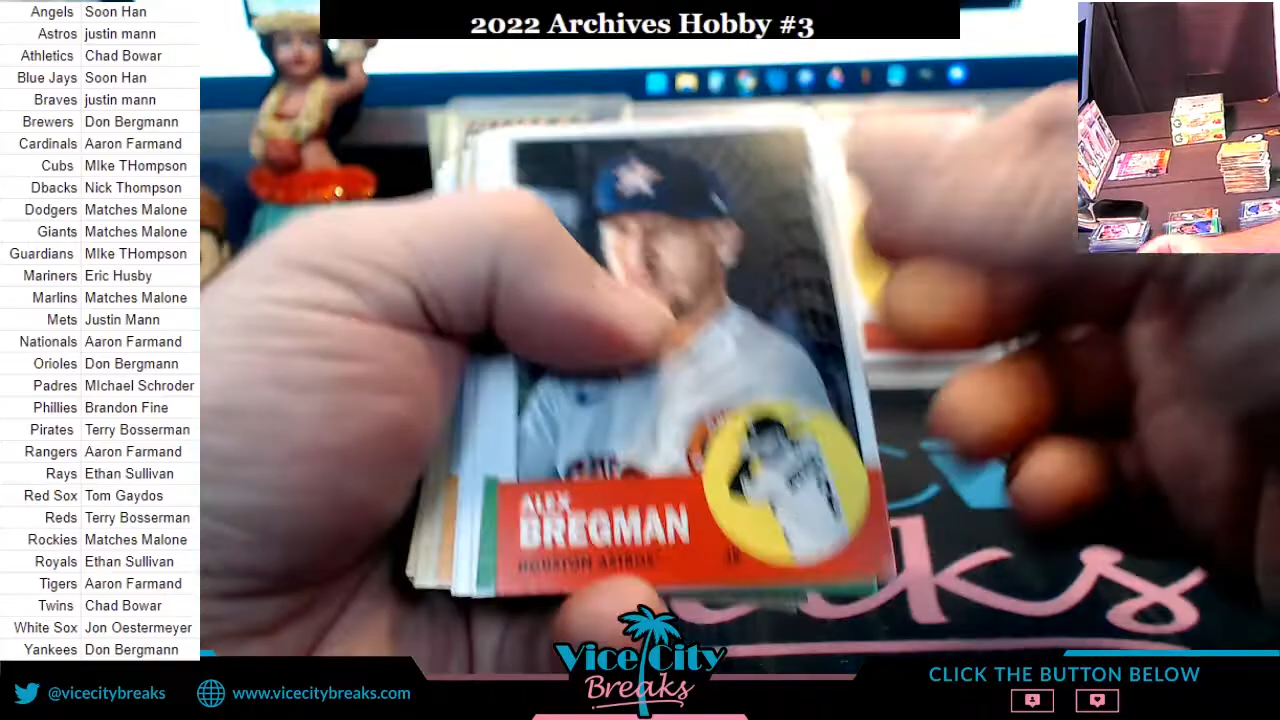 2022 Archives Hobby #3
Angels Soon Han
Astros justin mann
Athletics Chad Bowar
Blue Jays Soon Han
Braves justin mann
Brewers Don Bergmann
Cardinals Aaron Farmand
Cubs MIke THompson
Dbacks Nick Thompson
Dodgers Matches Malone
Giants Matches Malone
Guardians MIke THompson
Mariners Eric Husby
Marlins Matches Malone
Mets Justin Mann
Nationals Aaron Farmand
Orioles Don Bergmann
Padres MIchael Schroder
Phillies Brandon Fine
Pirates Terry Bosserman
Rangers Aaron Farmand
Rays Ethan Sullivan
Red Sox Tom Gaydos
Reds Terry Bosserman
Rockies Matches Malone
Royals Ethan Sullivan
Tigers Aaron Farmand
Twins Chad Bowar
White Sox Jon Oestermeyer
Yankees Don Bergmann
ALEX
BREGMAN
HOUSTON ASTROS
Vice City
Breaks
@vicecitybreaks
www.vicecitybreaks.com
CLICK THE BUTTON BELOW